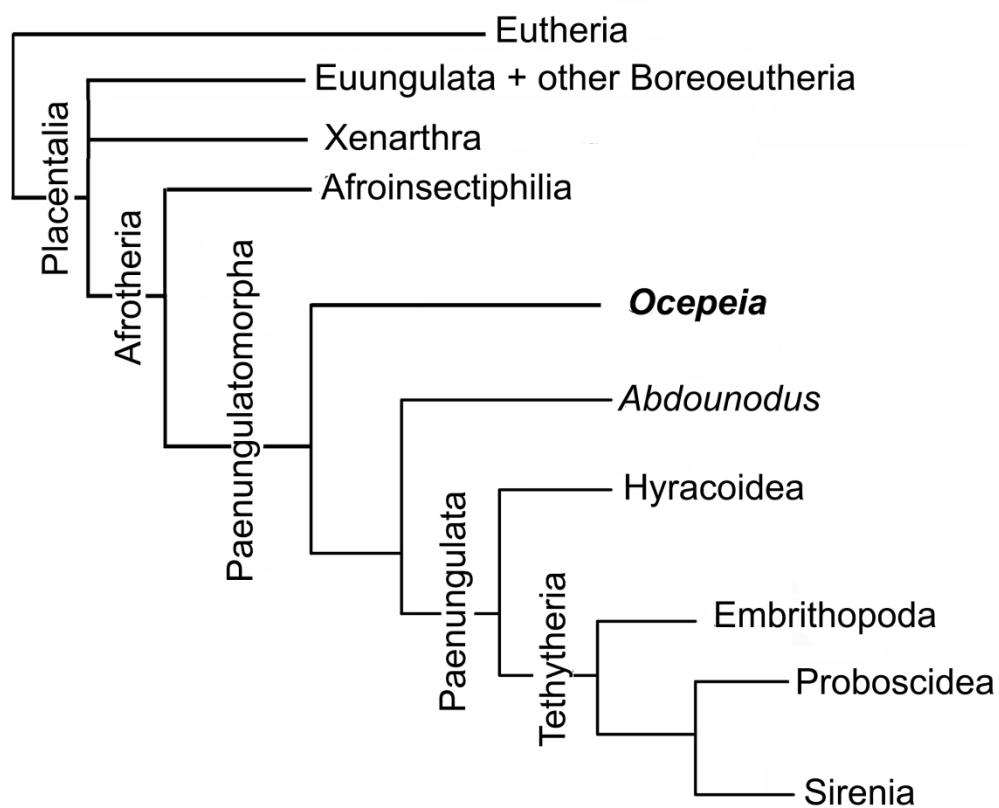 Eutheria
Euungulata + other Boreoeutheria
Xenarthra
Afroinsectiphilia
Placentalia
Afrotheria
Paenungulatomorpha
Ocepeia
Abdounodus
Hyracoidea
Paenungulata
Tethytheria
Embrithopoda
Proboscidea
Sirenia